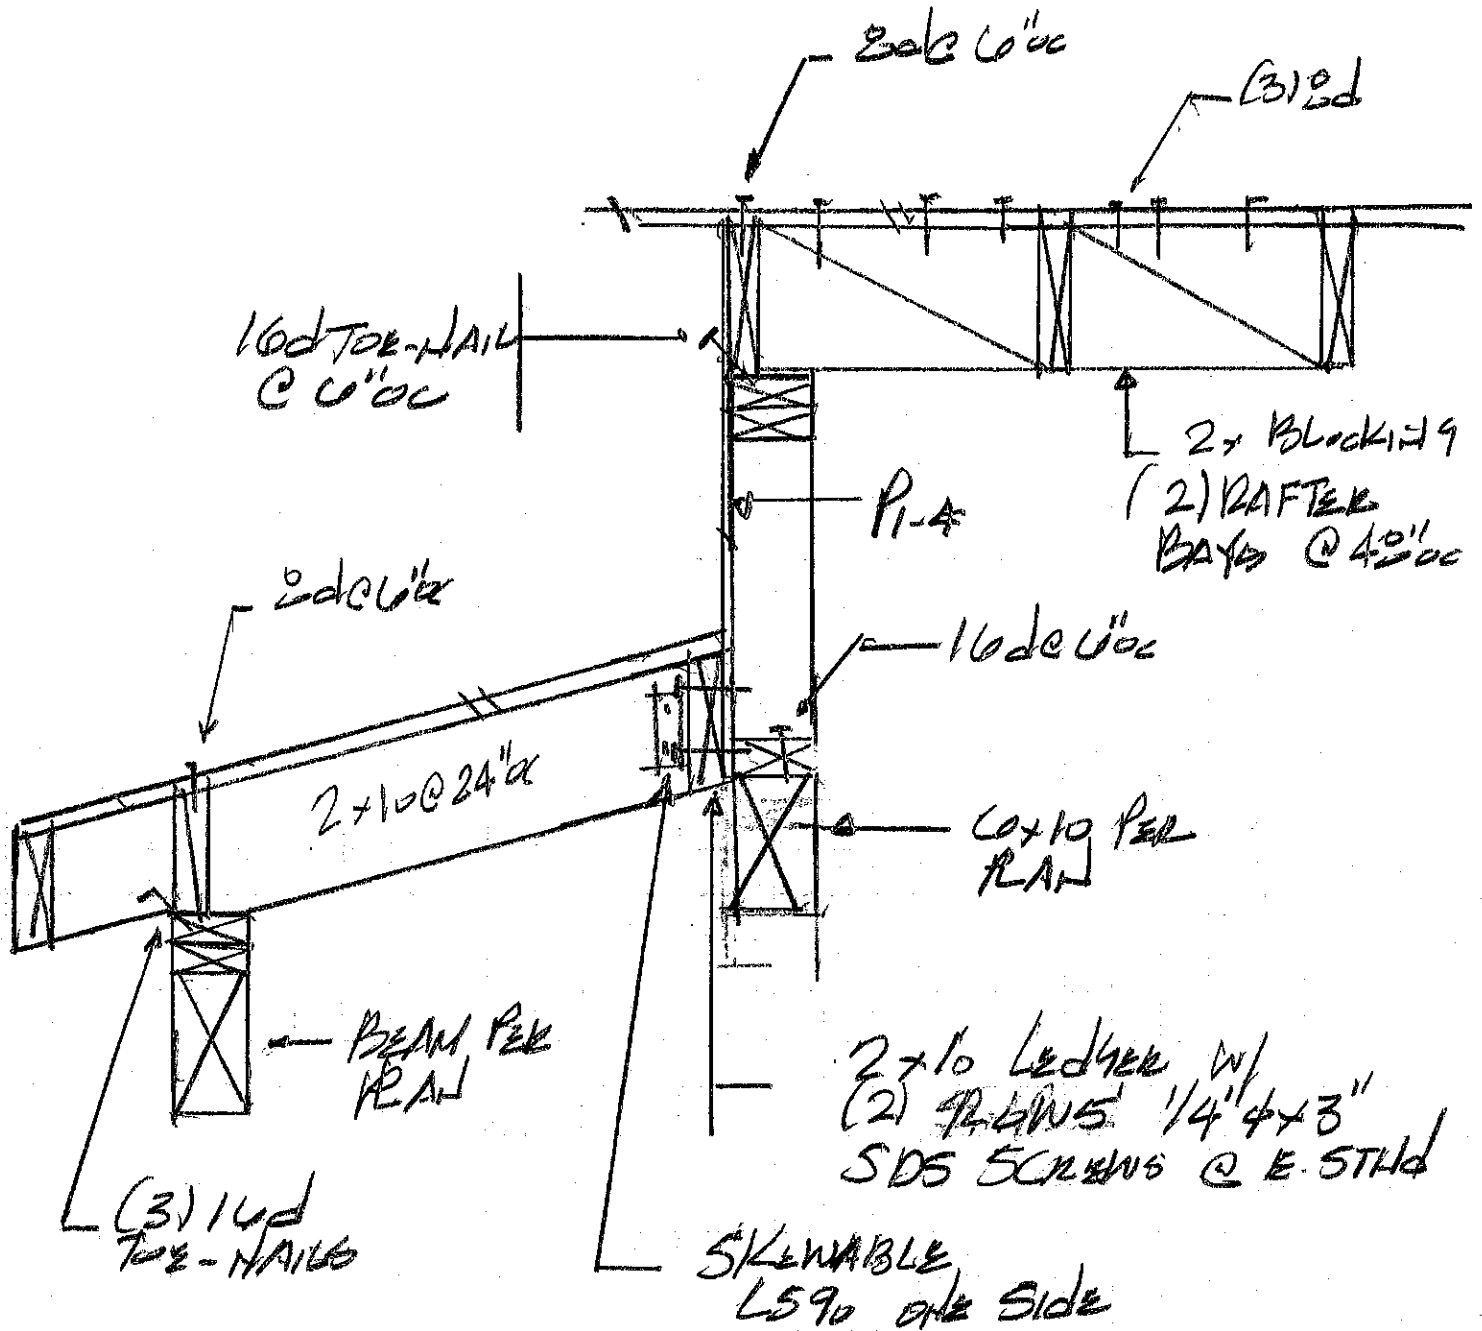 8d@6"oc
(3)8d
16d TOE-NAIL
@ 6"oc
2x BLOCKING
(2) RAFTER
BAYS @ 48"oc
P1-4
8d@6"oc
16d@6"oc
2x10@24"oc
6x10 PER
PLAN
BEAM PER
PLAN
2x10 LEDGER W/
(2) ROWS 1/4"φx3"
SDS SCREWS @ E. STUD
(3)16d
TOE-NAILS
SKEWABLE
LS90 ONE SIDE